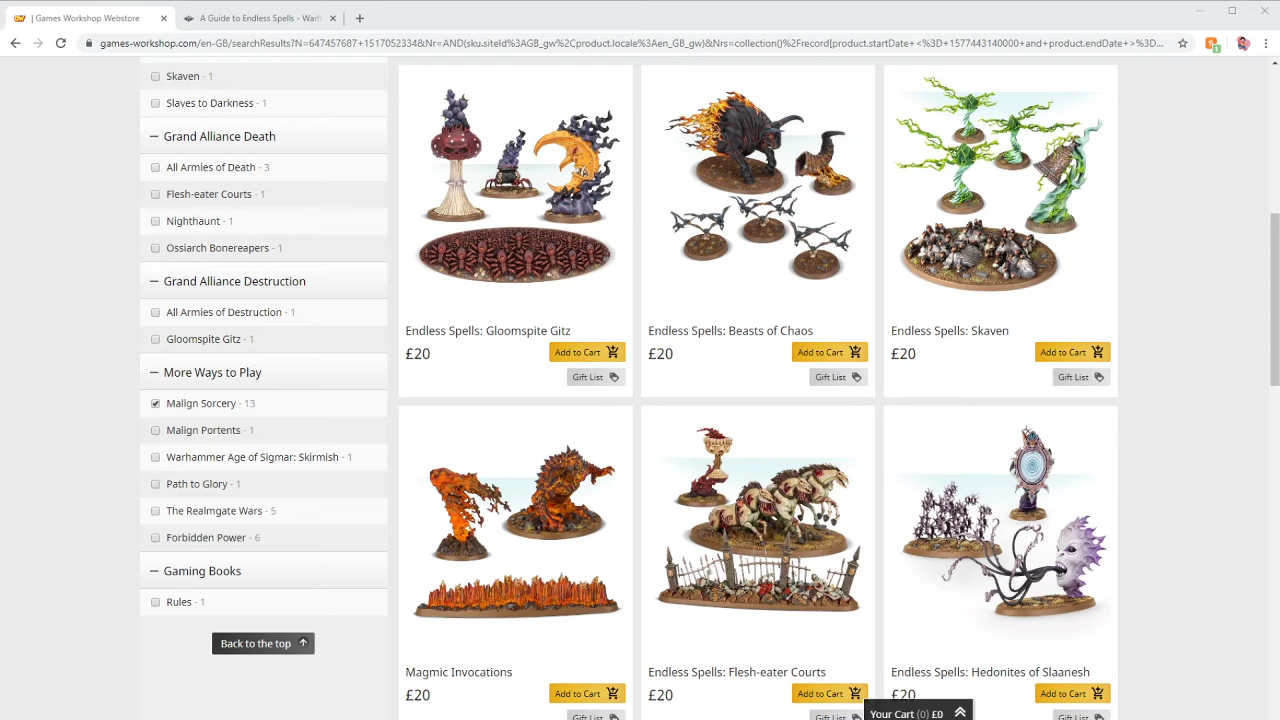 | Games Workshop Webstore
A Guide to Endless Spells - Warh
games-workshop.com/en-GB/searchResults?N=647457687+1517052334&Nr=AND(sku.siteId%3AGB_gw%2Cproduct.locale%3Aen_GB_gw)&Nrs=collection()%2Frecord[product.startDate+<%3D+1577443140000+and+product.endDate+>%3D...
Skaven - 1
Slaves to Darkness - 1
Grand Alliance Death
All Armies of Death - 3
Flesh-eater Courts - 1
Nighthaunt - 1
Ossiarch Bonereapers - 1
Grand Alliance Destruction
All Armies of Destruction - 1
Gloomspite Gitz - 1
More Ways to Play
Malign Sorcery - 13
Malign Portents - 1
Warhammer Age of Sigmar: Skirmish - 1
Path to Glory - 1
The Realmgate Wars - 5
Forbidden Power - 6
Gaming Books
Rules - 1
Back to the top
Endless Spells: Gloomspite Gitz
£20
Add to Cart
Gift List
Endless Spells: Beasts of Chaos
£20
Add to Cart
Gift List
Endless Spells: Skaven
£20
Add to Cart
Gift List
Magmic Invocations
£20
Add to Cart
Gift List
Endless Spells: Flesh-eater Courts
£20
Add to Cart
Gift List
Endless Spells: Hedonites of Slaanesh
£20
Add to Cart
Gift List
Your Cart (0) £0